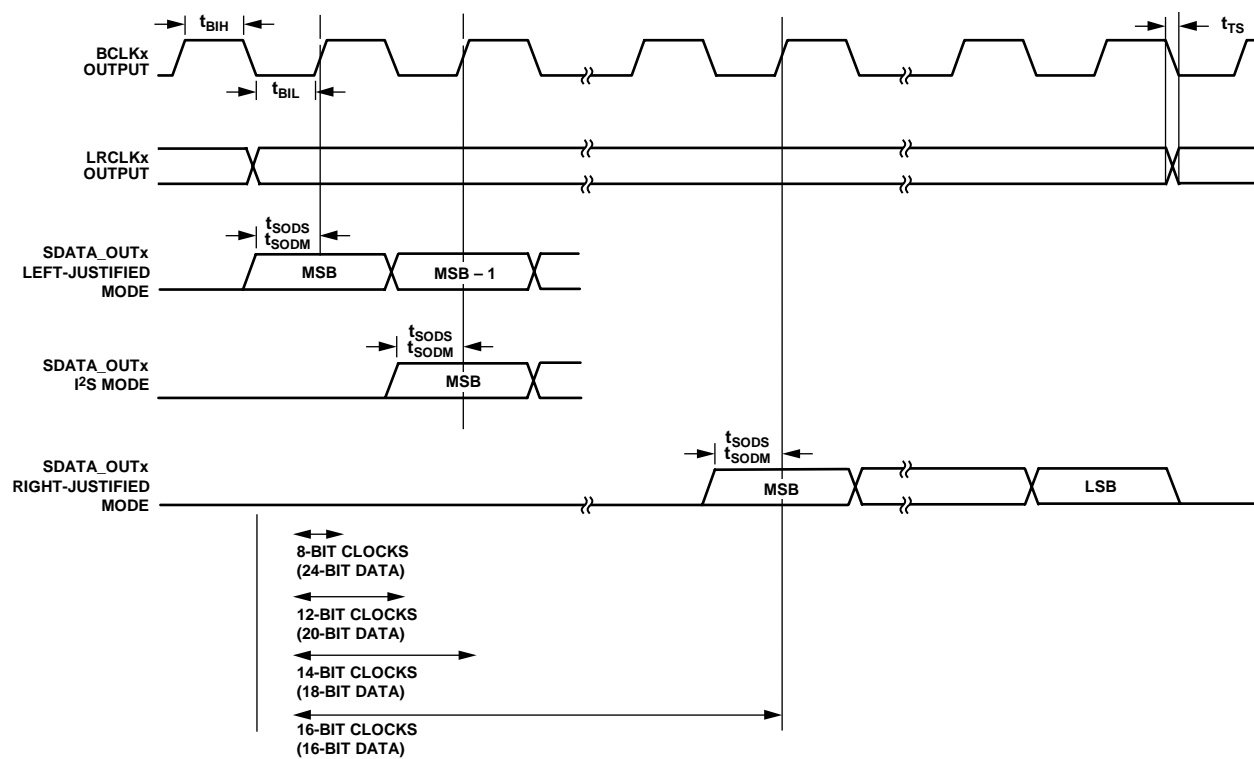 tBIH
tTS
BCLKx
OUTPUT
tBIL
LRCLKx
OUTPUT
tSODS
tSODM
SDATA_OUTx
LEFT-JUSTIFIED
MODE
MSB
MSB – 1
tSODS
tSODM
SDATA_OUTx
I2S MODE
MSB
tSODS
tSODM
SDATA_OUTx
RIGHT-JUSTIFIED
MODE
MSB
LSB
8-BIT CLOCKS
(24-BIT DATA)
12-BIT CLOCKS
(20-BIT DATA)
14-BIT CLOCKS
(18-BIT DATA)
16-BIT CLOCKS
(16-BIT DATA)